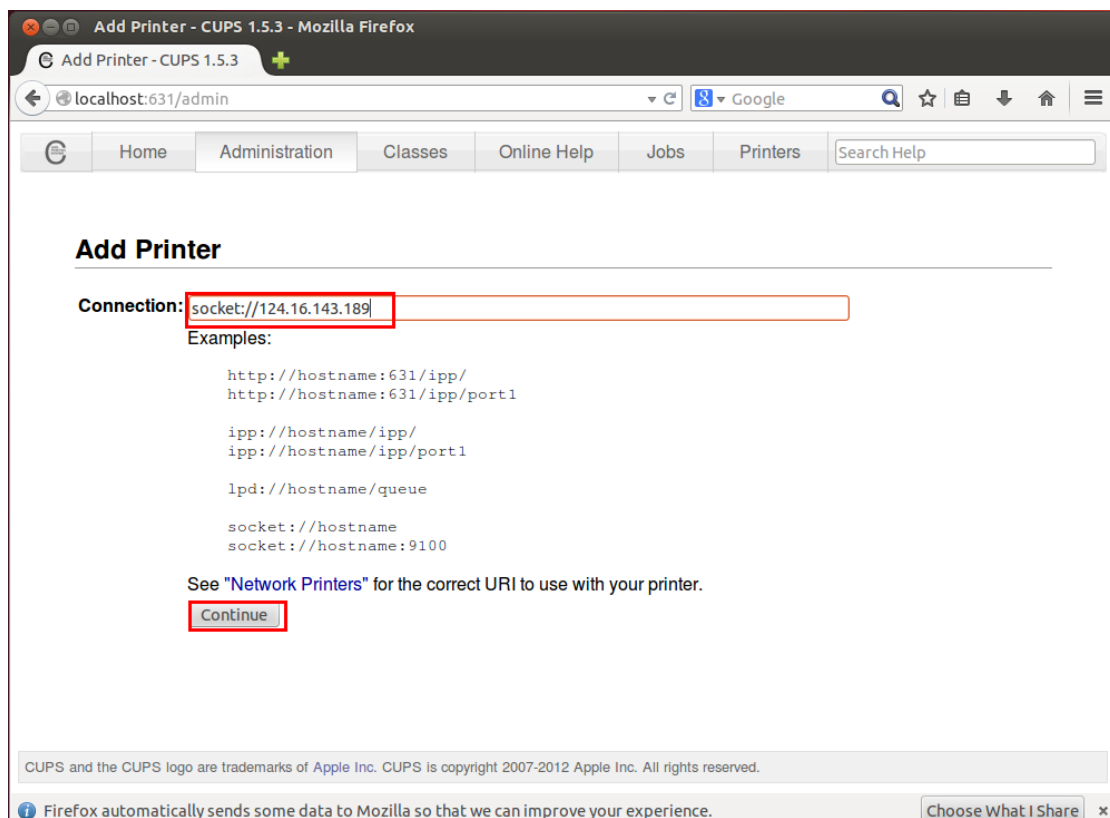 Add Printer - CUPS 1.5.3 - Mozilla Firefox
Add Printer - CUPS 1.5.3
localhost:631/admin
Google
Home Administration Classes Online Help Jobs Printers Search Help
Add Printer
Connection: socket://124.16.143.189
Examples:
http://hostname:631/ipp/
http://hostname:631/ipp/port1
ipp://hostname/ipp/
ipp://hostname/ipp/port1
lpd://hostname/queue
socket://hostname
socket://hostname:9100
See "Network Printers" for the correct URI to use with your printer.
Continue
CUPS and the CUPS logo are trademarks of Apple Inc. CUPS is copyright 2007-2012 Apple Inc. All rights reserved.
Firefox automatically sends some data to Mozilla so that we can improve your experience. Choose What I Share